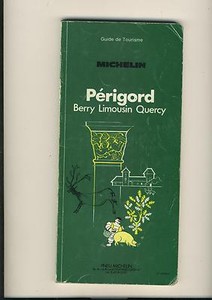 Guide de Tourisme
MICHELIN
Périgord
Berry Limousin Quercy